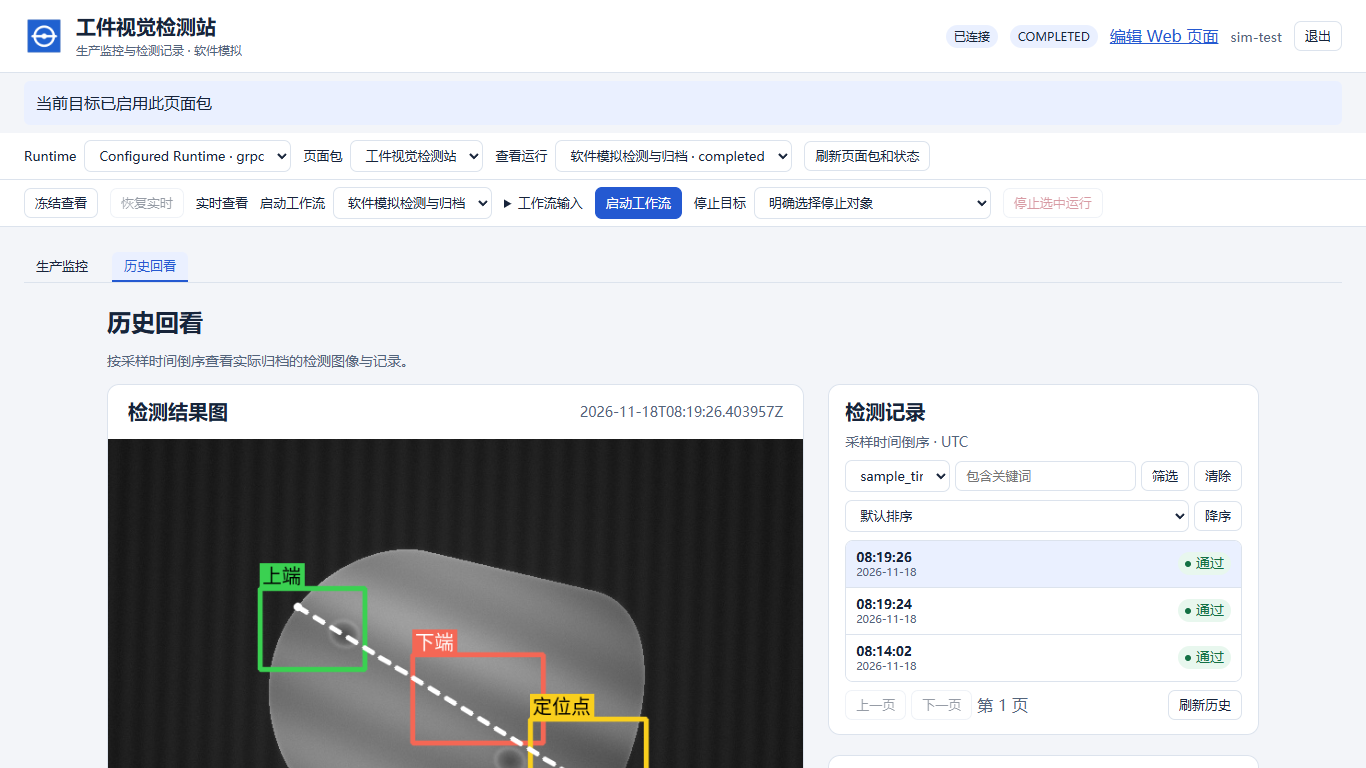 工件视觉检测站
生产监控与检测记录 · 软件模拟
已连接
COMPLETED
编辑 Web 页面
sim-test
退出
当前目标已启用此页面包
Runtime
Configured Runtime · grpc
页面包
工件视觉检测站
查看运行
软件模拟检测与归档 · completed
刷新页面包和状态
冻结查看
恢复实时
实时查看
启动工作流
软件模拟检测与归档
工作流输入
启动工作流
停止目标
明确选择停止对象
停止选中运行
生产监控
历史回看
历史回看
按采样时间倒序查看实际归档的检测图像与记录。
检测结果图
2026-11-18T08:19:26.403957Z
上端
下端
定位点
检测记录
采样时间倒序 · UTC
sample_tir
包含关键词
筛选
清除
默认排序
降序
08:19:26
2026-11-18
通过
08:19:24
2026-11-18
通过
08:14:02
2026-11-18
通过
上一页
下一页
第 1 页
刷新历史